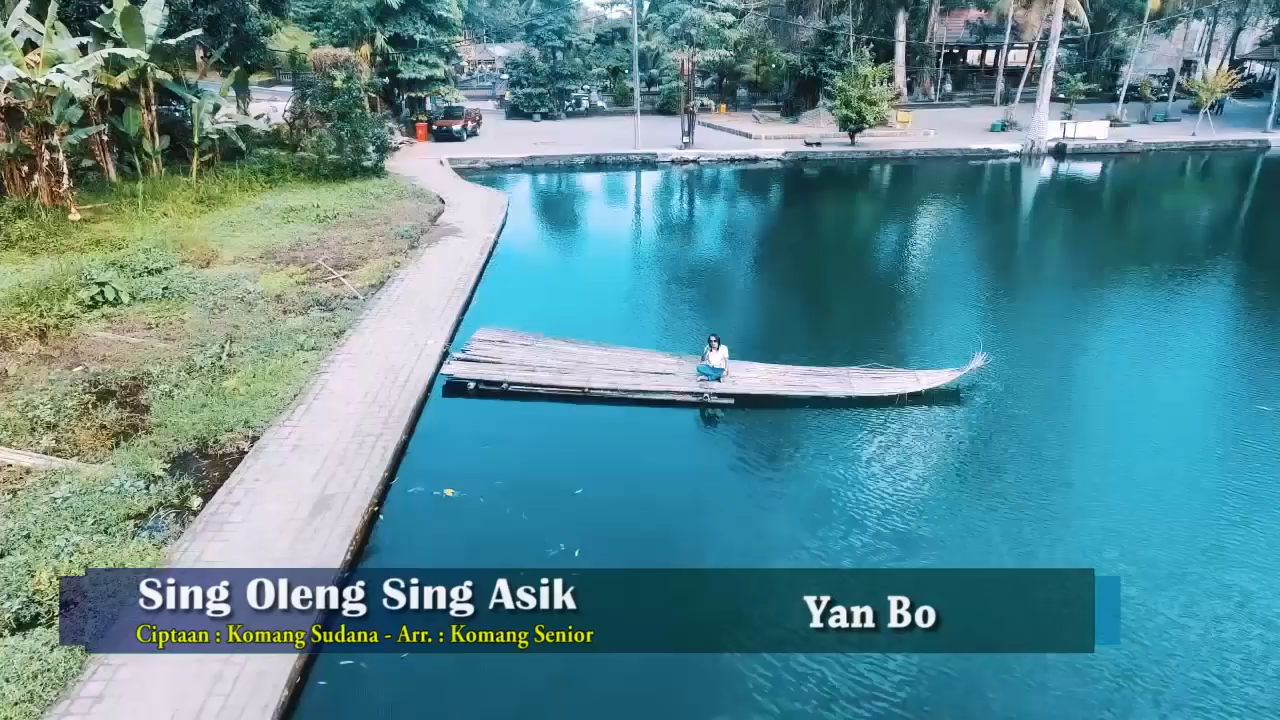 Sing Oleng Sing Asik
Ciptaan : Komang Sudana - Arr. : Komang Senior
Yan Bo